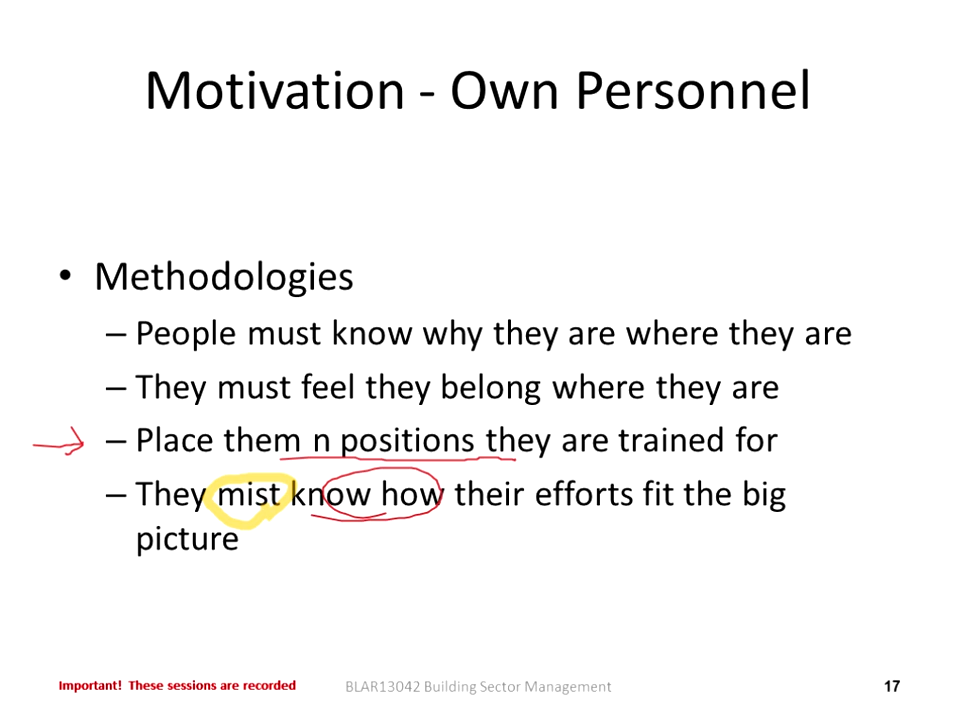 Motivation - Own Personnel
• Methodologies
– People must know why they are where they are
– They must feel they belong where they are
– Place them n positions they are trained for
– They mist know how their efforts fit the big
picture
Important! These sessions are recorded
BLAR13042 Building Sector Management
17